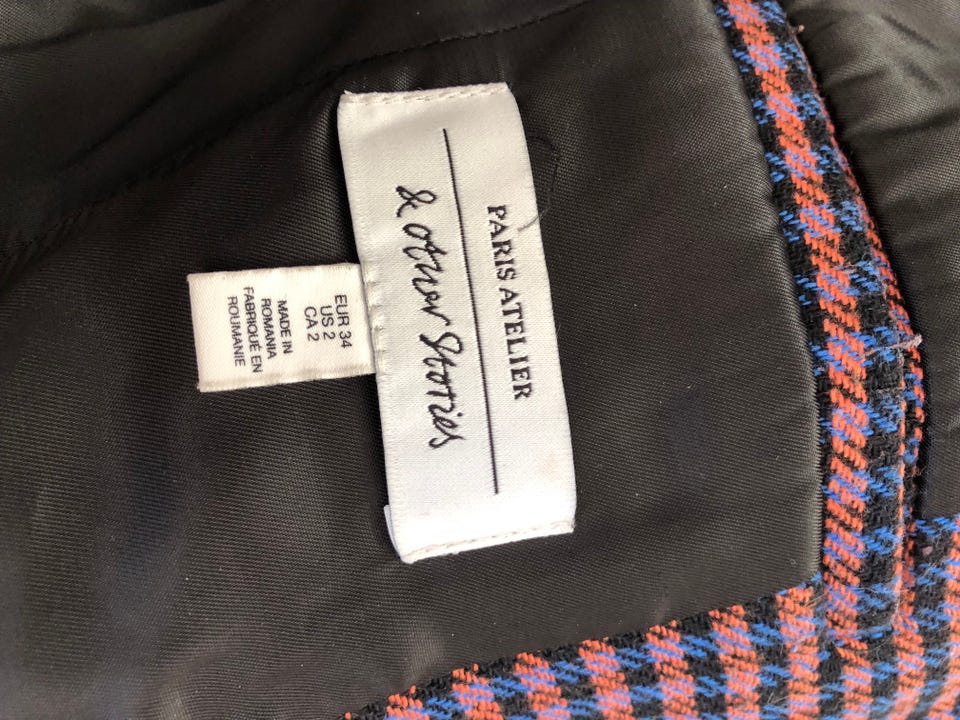 PARIS ATELIER
& other Stories
EUR 34
US 2
CA 2
MADE IN
ROMANIA
FABRIQUÉ EN
ROUMANIE